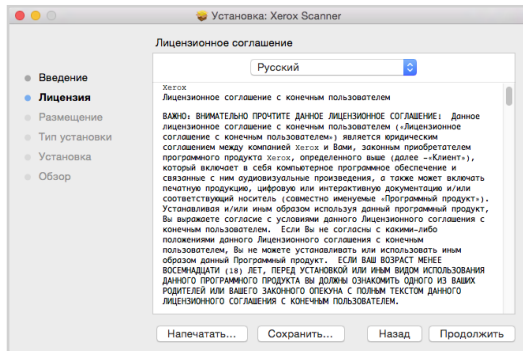 Установка: Xerox Scanner
Лицензионное соглашение
Введение
Лицензия
Размещение
Тип установки
Установка
Обзор
Русский
Xerox
Лицензионное соглашение с конечным пользователем
ВАЖНО: ВНИМАТЕЛЬНО ПРОЧТИТЕ ДАННОЕ ЛИЦЕНЗИОННОЕ СОГЛАШЕНИЕ: Данное
лицензионное соглашение с конечным пользователем («Лицензионное
соглашение с конечным пользователем») является юридическим
соглашением между компанией Xerox и Вами, законным приобретателем
программного продукта Xerox, определенного выше (далее -«Клиент»),
который включает в себя компьютерное программное обеспечение и
связанные с ним аудиовизуальные произведения, а также может включать
печатную продукцию, цифровую или интерактивную документацию и/или
соответствующий носитель (совместно именуемые «Программный продукт»).
Устанавливая и/или иным образом используя данный программный продукт,
Вы выражаете согласие с условиями данного Лицензионного соглашения с
конечным пользователем. Если Вы не согласны с какими-либо
положениями данного Лицензионного соглашения с конечным
пользователем, Вы не можете устанавливать или использовать иным
образом данный Программный продукт. ЕСЛИ ВАШ ВОЗРАСТ МЕНЕЕ
ВОСЕМНАДЦАТИ (18) ЛЕТ, ПЕРЕД УСТАНОВКОЙ ИЛИ ИНЫМ ВИДОМ ИСПОЛЬЗОВАНИЯ
ДАННОГО ПРОГРАММНОГО ПРОДУКТА ВЫ ДОЛЖНЫ ОЗНАКОМИТЬ ОДНОГО ИЗ ВАШИХ
РОДИТЕЛЕЙ ИЛИ ВАШЕГО ЗАКОННОГО ОПЕКУНА С ПОЛНЫМ ТЕКСТОМ ДАННОГО
ЛИЦЕНЗИОННОГО СОГЛАШЕНИЯ С КОНЕЧНЫМ ПОЛЬЗОВАТЕЛЕМ.
Напечатать... Сохранить... Назад Продолжить